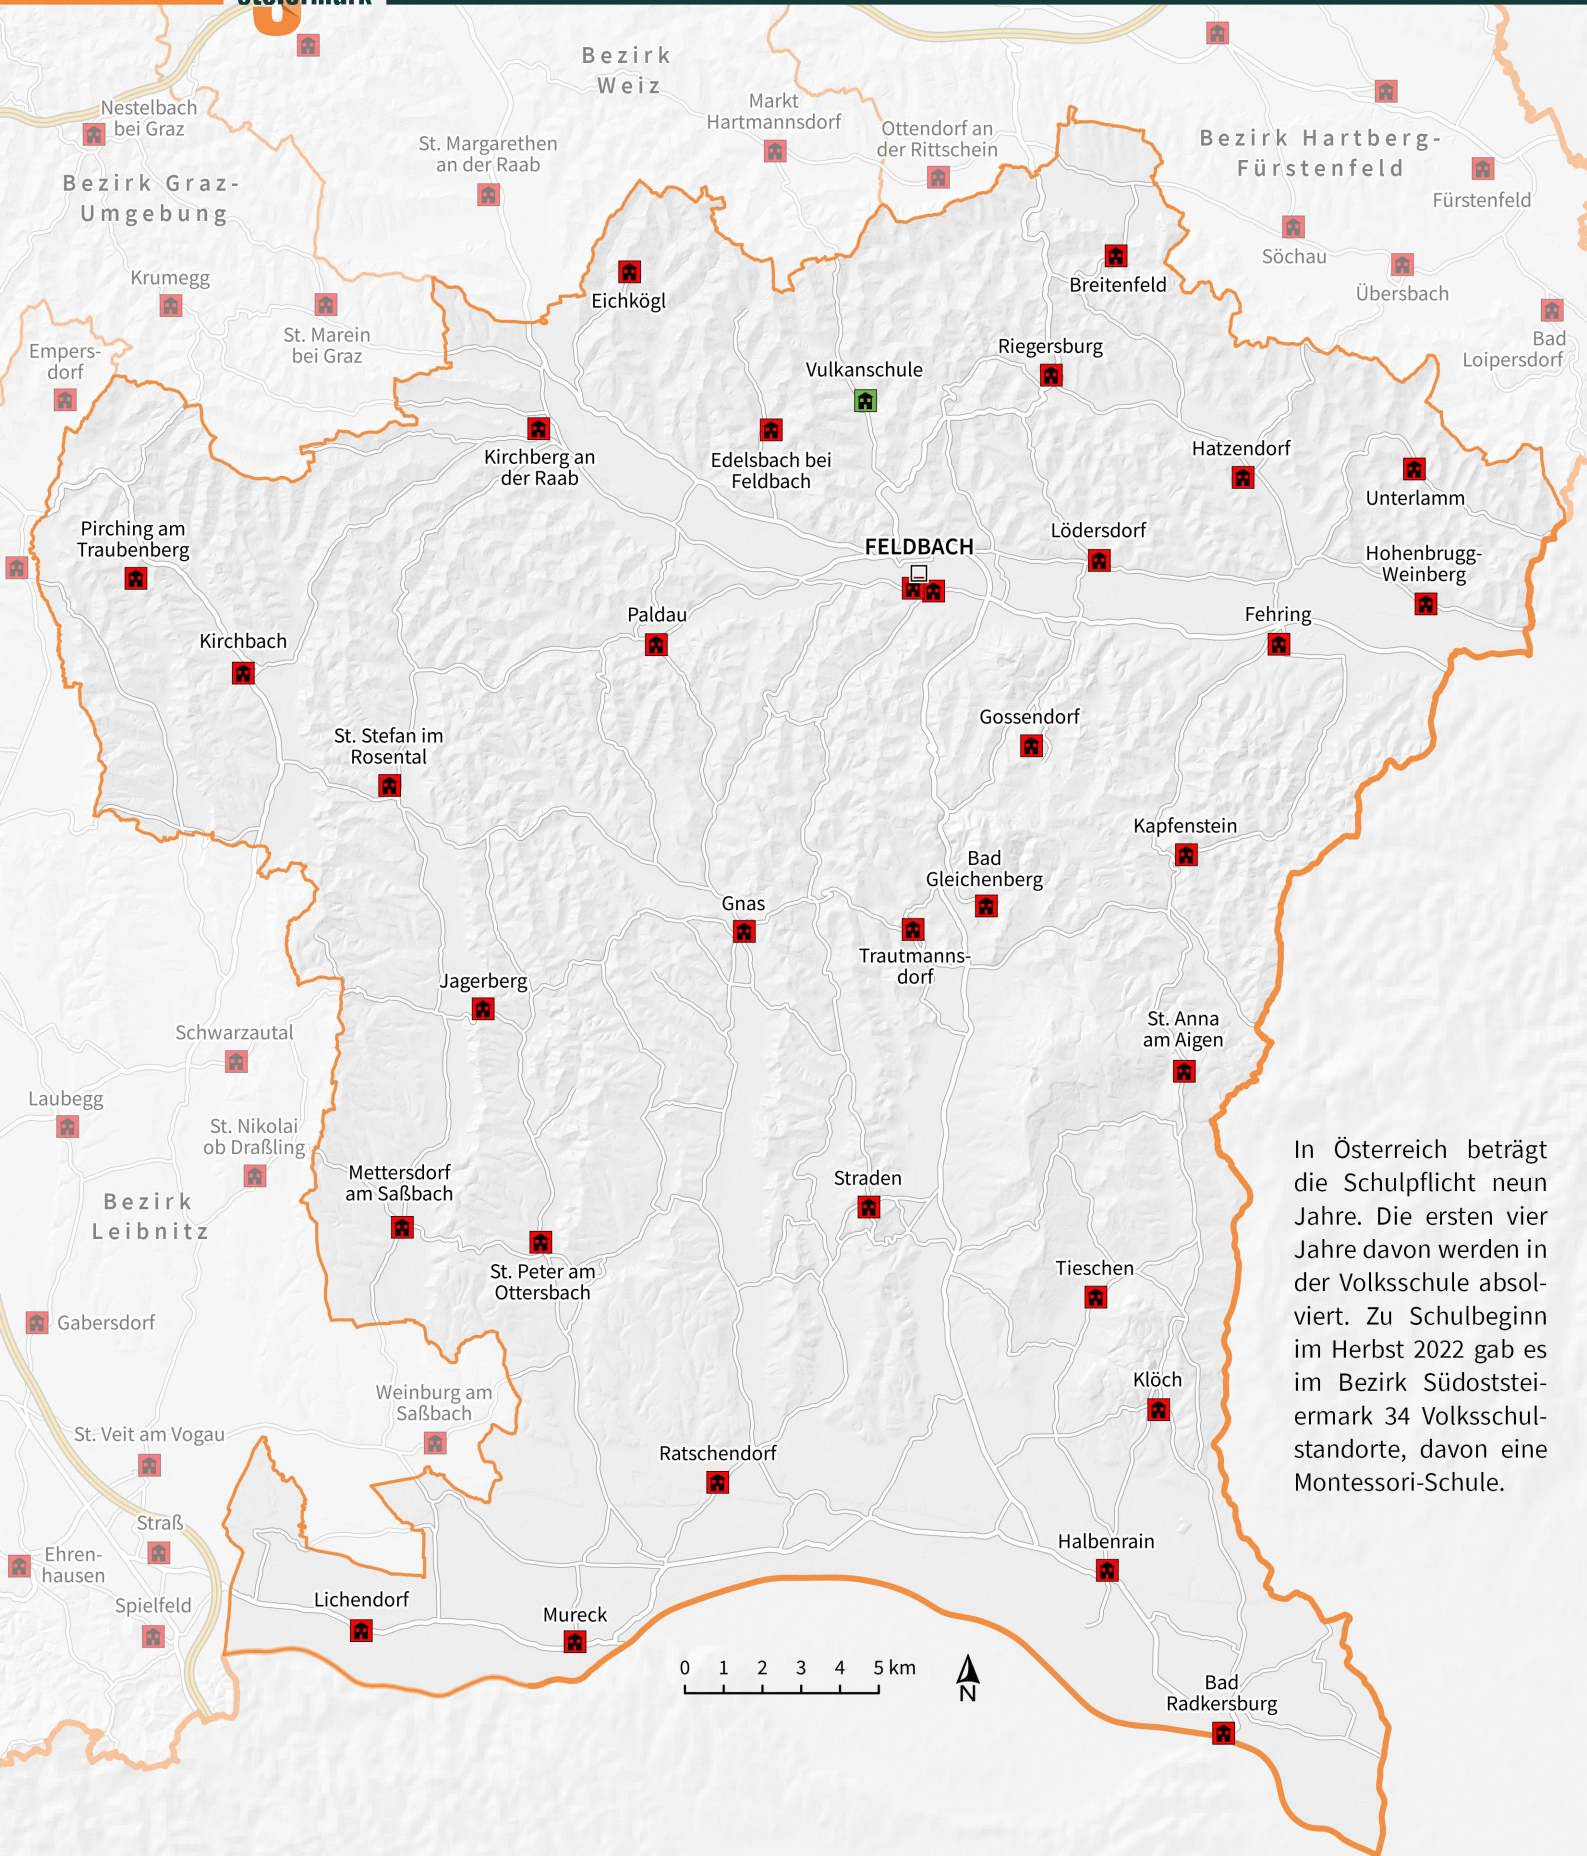 Steiermark
Bezirk
Weiz
Nestelbach
bei Graz
Markt
Hartmannsdorf
Ottendorf an
der Rittschein
Bezirk Hartberg-
Fürstenfeld
St. Margarethen
an der Raab
Bezirk Graz-
Umgebung
Fürstenfeld
Söchau
Krumegg
Breitenfeld
Übersbach
Eichkögl
St. Marein
bei Graz
Empers-
dorf
Bad
Loipersdorf
Riegersburg
Vulkanschule
Kirchberg an
der Raab
Edelsbach bei
Feldbach
Hatzendorf
Unterlamm
Pirching am
Traubenberg
FELDBACH
Lödersdorf
Hohenbrugg-
Weinberg
Paldau
Fehring
Kirchbach
Gossendorf
St. Stefan im
Rosental
Kapfenstein
Bad
Gleichenberg
Gnas
Trautmanns-
dorf
Jagerberg
St. Anna
am Aigen
Schwarzautal
Laubegg
St. Nikolai
ob Draßling
Mettersdorf
am Saßbach
Straden
Bezirk
Leibnitz
St. Peter am
Ottersbach
Tieschen
Gabersdorf
In Österreich beträgt
die Schulpflicht neun
Jahre. Die ersten vier
Jahre davon werden in
der Volksschule absol-
viert. Zu Schulbeginn
im Herbst 2022 gab es
im Bezirk Südoststei-
ermark 34 Volksschul-
standorte, davon eine
Montessori-Schule.
Klöch
Weinburg am
Saßbach
St. Veit am Vogau
Ratschendorf
Straß
Halbenrain
Ehren-
hausen
Lichendorf
Spielfeld
Mureck
0 1 2 3 4 5 km
N
Bad
Radkersburg